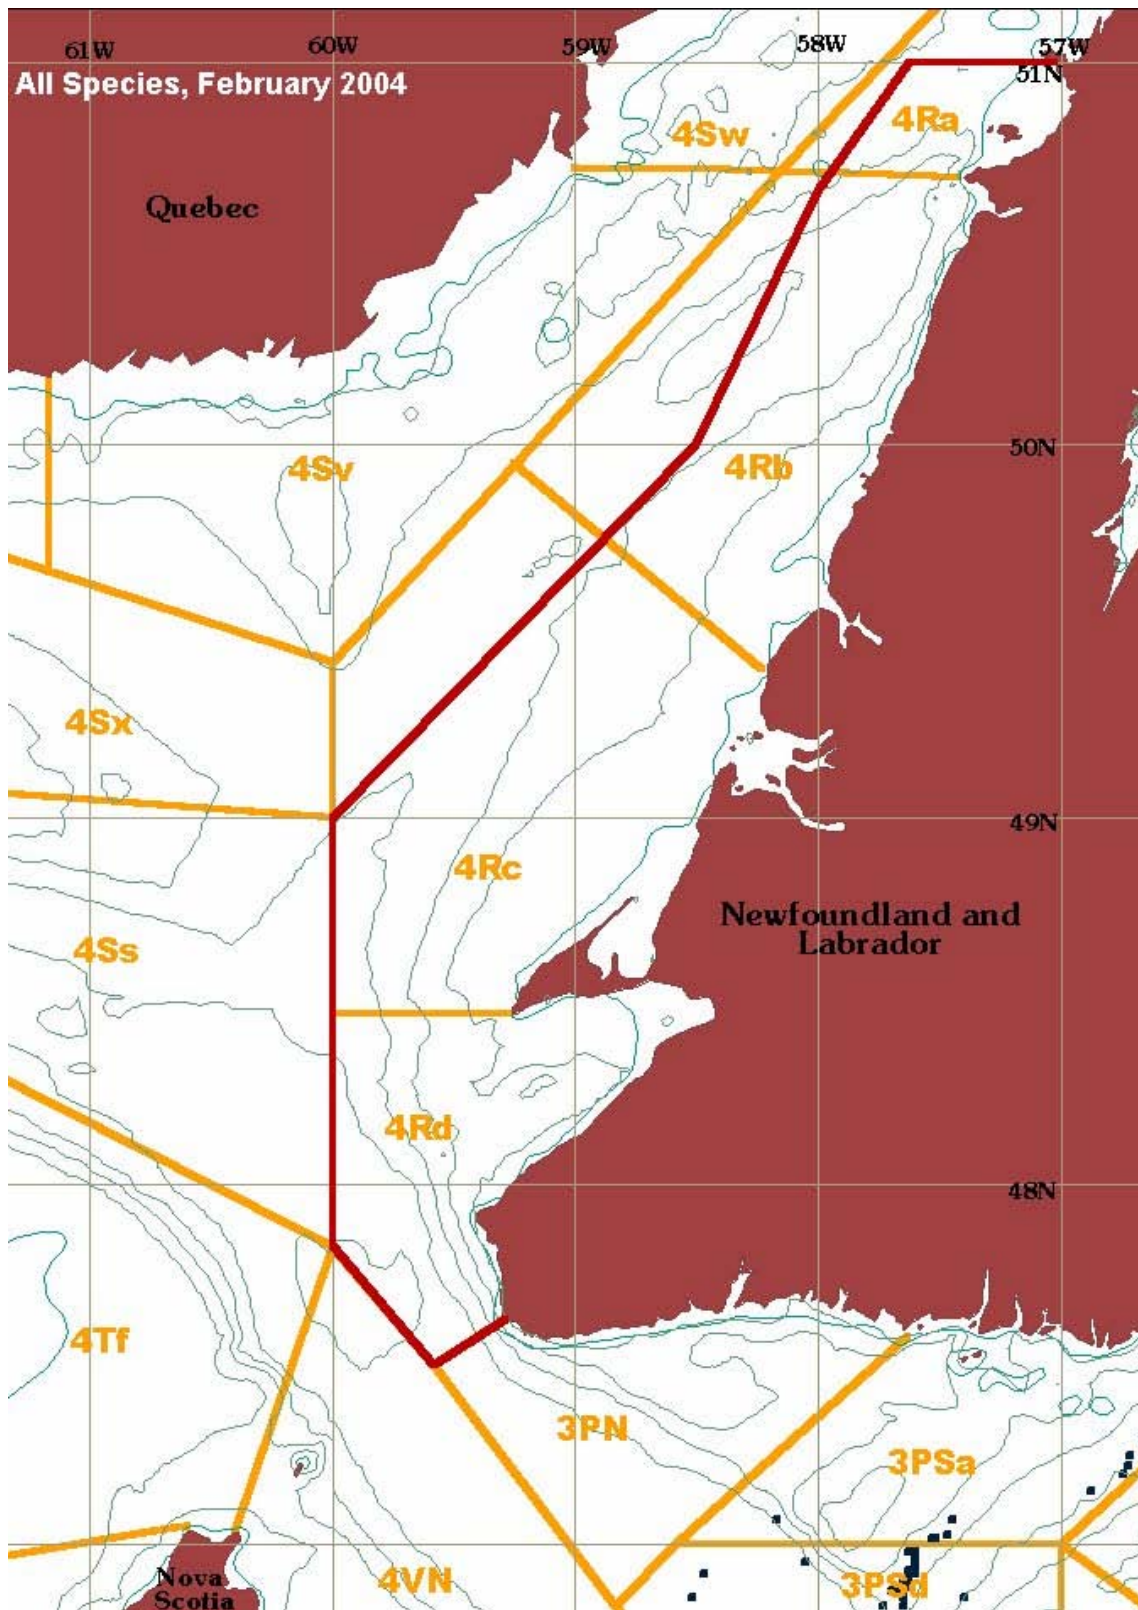 61W 60W 59W 58W 57W
51N
All Species, February 2004
4Ra
4Sw
Quebec
50N
4Sv
4Rb
4Sx
49N
4Rc
Newfoundland and
Labrador
4Ss
4Rd
48N
4Tf
3PN
3PSa
Nova
Scotia
4VN
3PSd